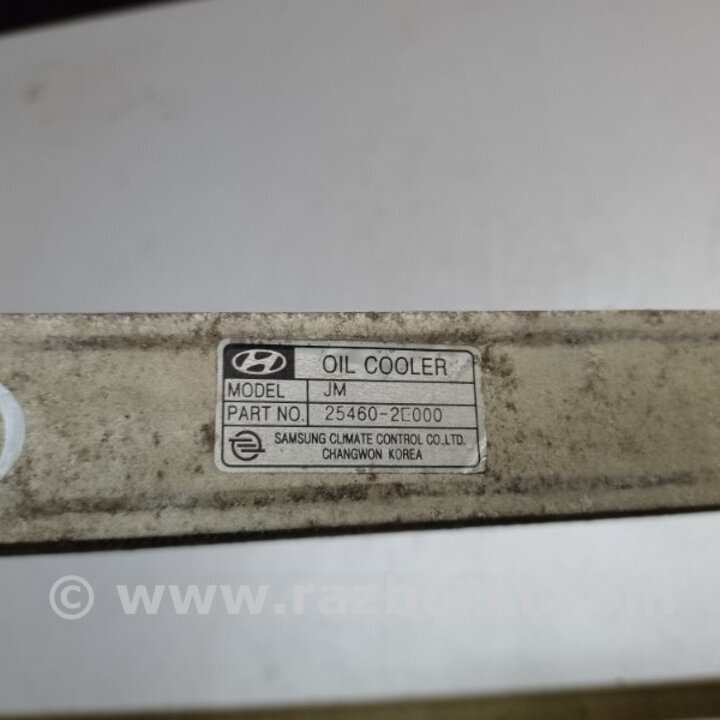 OIL COOLER
MODEL JM
PART NO. 25460-2E000
SAMSUNG CLIMATE CONTROL CO.,LTD.
CHANGWON KOREA